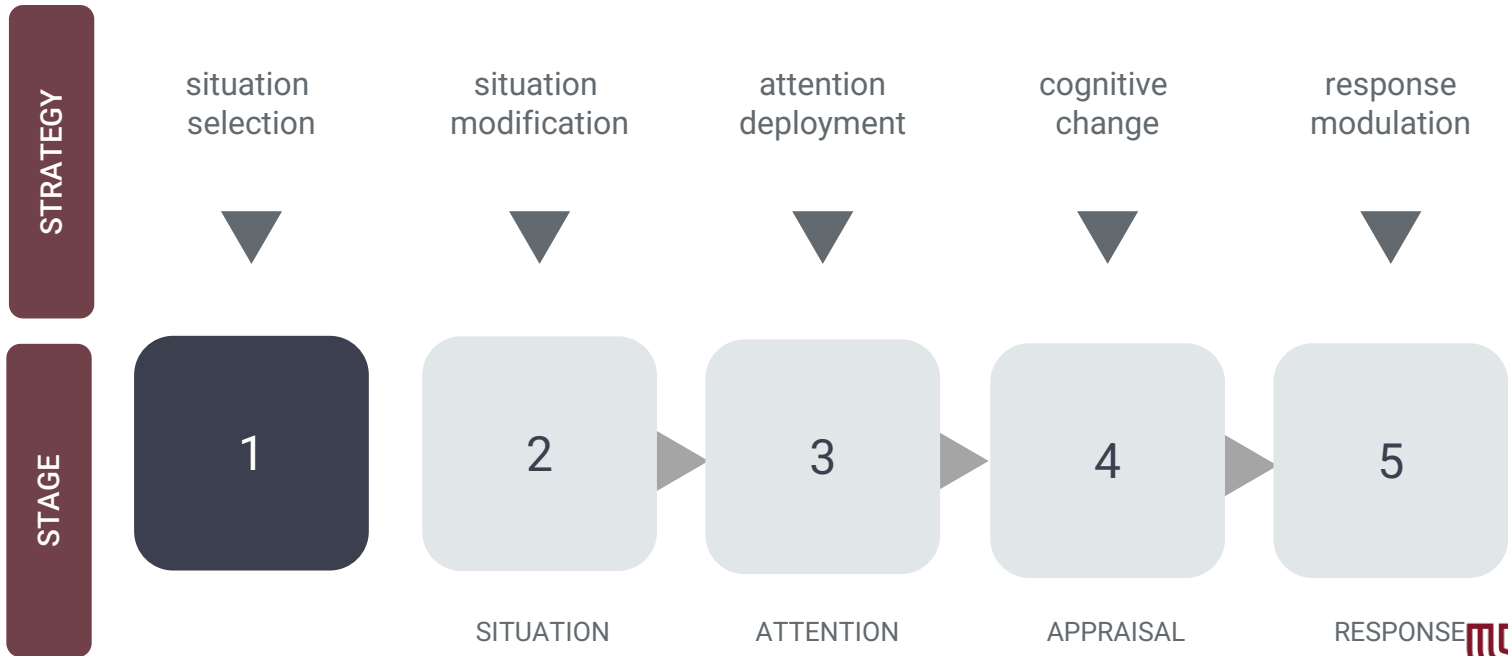 STRATEGY
situation
selection
situation
modification
attention
deployment
cognitive
change
response
modulation
STAGE
1
2
3
4
5
SITUATION
ATTENTION
APPRAISAL
RESPONSE